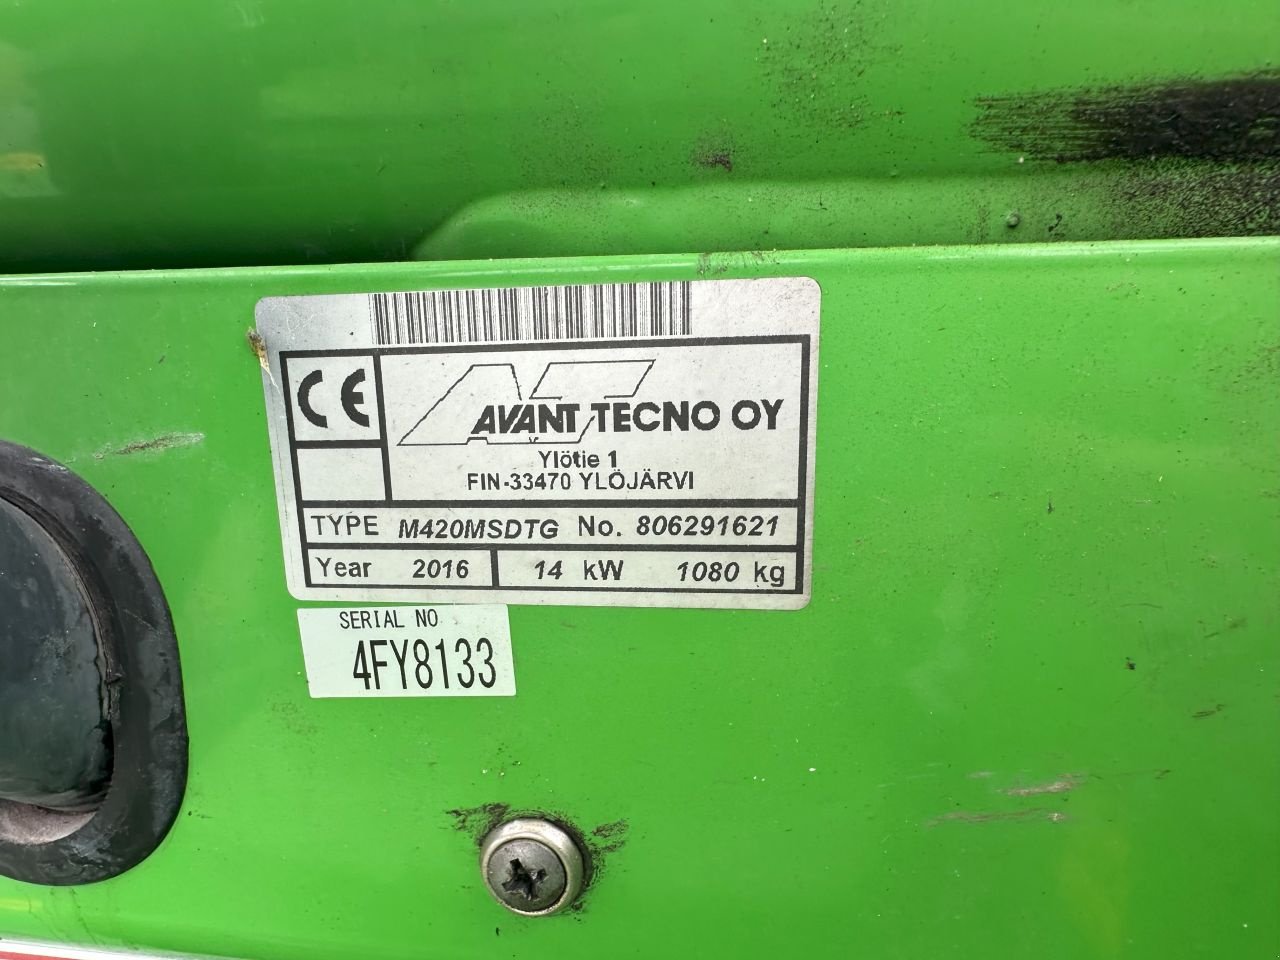 CE
AVANT TECNO OY
Ylötie 1
FIN-33470 YLÖJÄRVI
TYPE M420MSDTG No. 806291621
Year 2016 14 kW 1080 kg
SERIAL NO
4FY8133